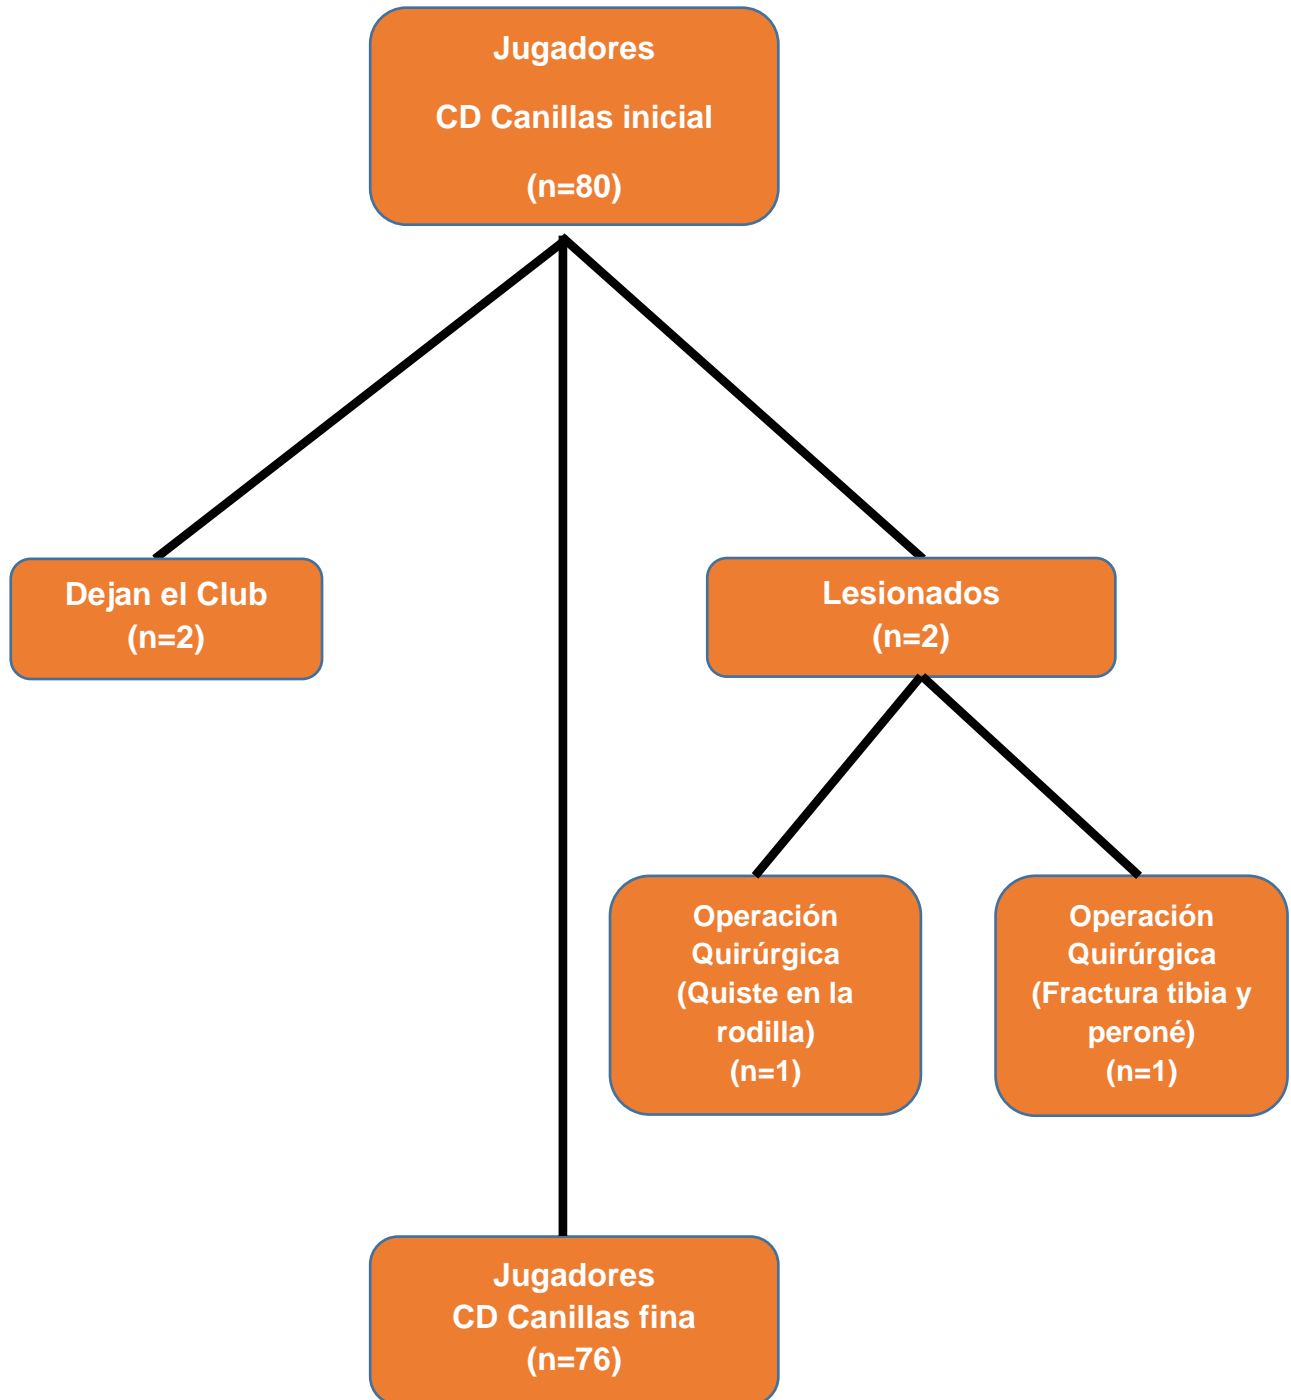 Jugadores
CD Canillas inicial
(n=80)
Dejan el Club
(n=2)
Lesionados
(n=2)
Operación
Quirúrgica
(Quiste en la
rodilla)
(n=1)
Operación
Quirúrgica
(Fractura tibia y
peroné)
(n=1)
Jugadores
CD Canillas fina
(n=76)